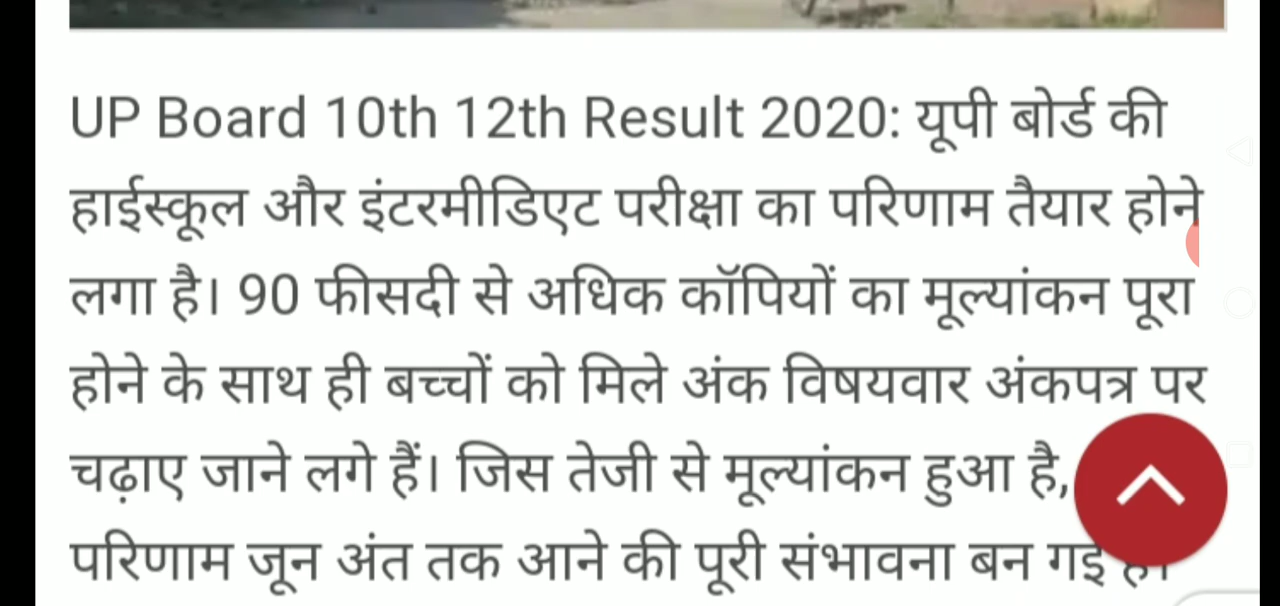 UP Board 10th 12th Result 2020: यूपी बोर्ड की
हाईस्कूल और इंटरमीडिएट परीक्षा का परिणाम तैयार होने
लगा है। 90 फीसदी से अधिक कॉपियों का मूल्यांकन पूरा
होने के साथ ही बच्चों को मिले अंक विषयवार अंकपत्र पर
चढ़ाए जाने लगे हैं। जिस तेजी से मूल्यांकन हुआ है,
परिणाम जून अंत तक आने की पूरी संभावना बन गई है।